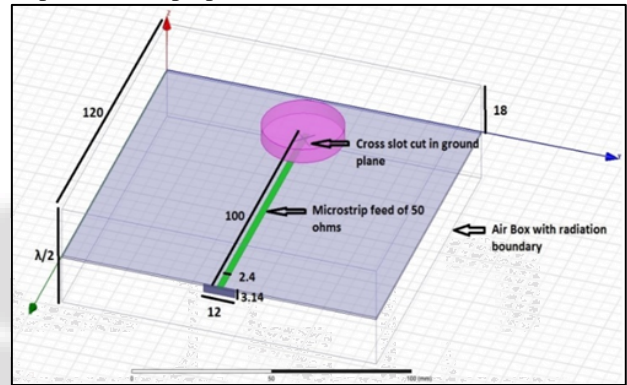 120
18
Cross slot cut in ground
plane
100
Microstrip feed of 50
ohms
Air Box with radiation
boundary
λ/2
2.4
3.14
12
0
50
100 (mm)